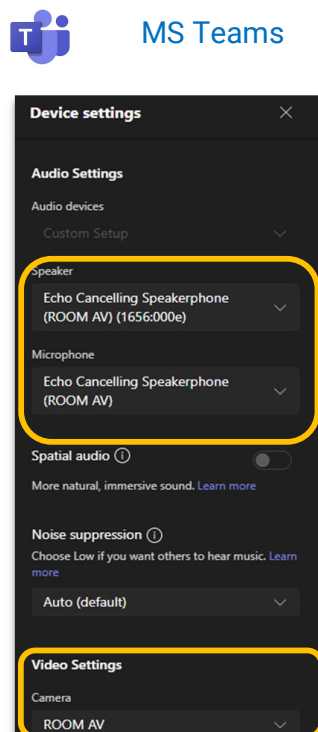 T
MS Teams
Device settings
Audio Settings
Audio devices
Custom Setup
Speaker
Echo Cancelling Speakerphone
(ROOM AV) (1656:000e)
Microphone
Echo Cancelling Speakerphone
(ROOM AV)
Spatial audio
More natural, immersive sound. Learn more
Noise suppression
Choose Low if you want others to hear music. Learn
more
Auto (default)
Video Settings
Camera
ROOM AV